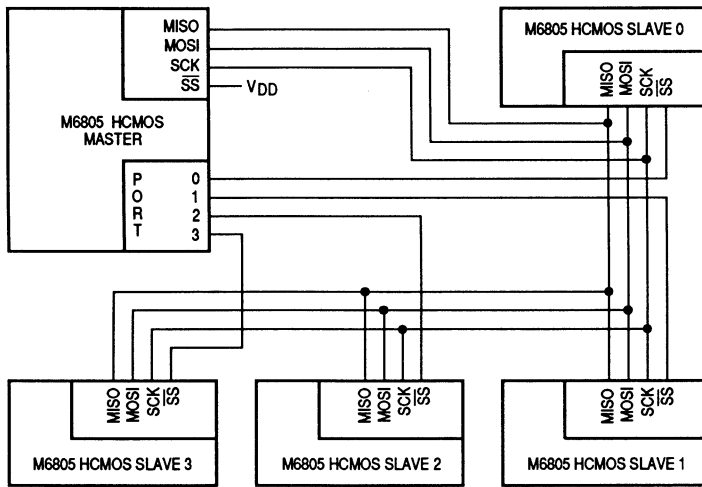 MISO
MOSI
SCK
SS
VDD
M6805 HCMOS
MASTER
PORT
0
1
2
3
M6805 HCMOS SLAVE 0
MISO
MOSI
SCK
SS
MISO
MOSI
SCK
SS
M6805 HCMOS SLAVE 3
MISO
MOSI
SCK
SS
M6805 HCMOS SLAVE 2
MISO
MOSI
SCK
SS
M6805 HCMOS SLAVE 1